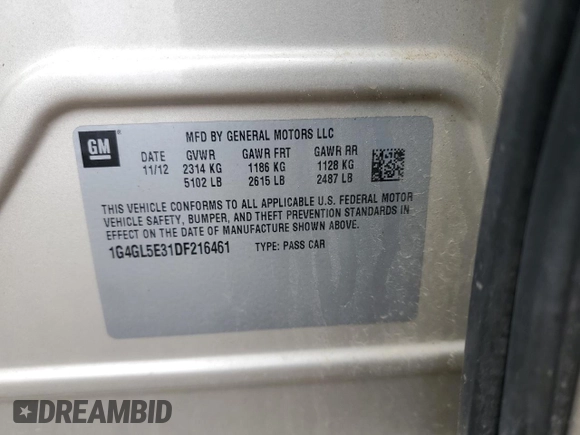 GM
MFD BY GENERAL MOTORS LLC
DATE GVWR GAWR FRT GAWR RR
11/12 2314 KG 1186 KG 1128 KG
5102 LB 2615 LB 2487 LB
THIS VEHICLE CONFORMS TO ALL APPLICABLE U.S. FEDERAL MOTOR
VEHICLE SAFETY, BUMPER, AND THEFT PREVENTION STANDARDS IN
EFFECT ON THE DATE OF MANUFACTURE SHOWN ABOVE.
1G4GL5E31DF216461 TYPE: PASS CAR
DREAMBID